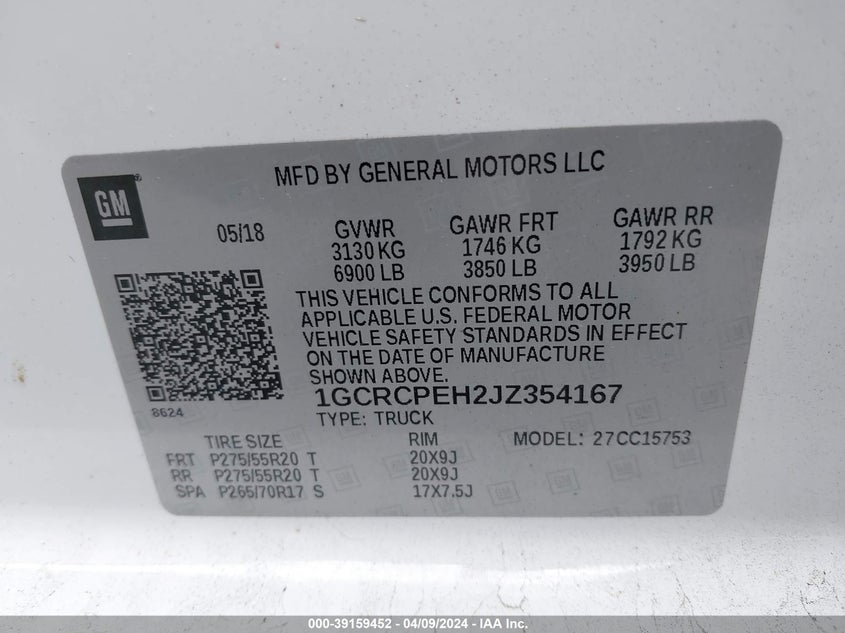 MFD BY GENERAL MOTORS LLC
GM
05/18 GVWR GAWR FRT GAWR RR
3130 KG 1746 KG 1792 KG
6900 LB 3850 LB 3950 LB
THIS VEHICLE CONFORMS TO ALL
APPLICABLE U.S. FEDERAL MOTOR
VEHICLE SAFETY STANDARDS IN EFFECT
ON THE DATE OF MANUFACTURE
SHOWN ABOVE.
8624
1GCRCPEH2JZ354167
TYPE: TRUCK
TIRE SIZE RIM MODEL: 27CC15753
FRT P275/55R20 T 20X9J
RR P275/55R20 T 20X9J
SPA P265/70R17 S 17X7.5J
000-39159452 - 04/09/2024 - IAA Inc.